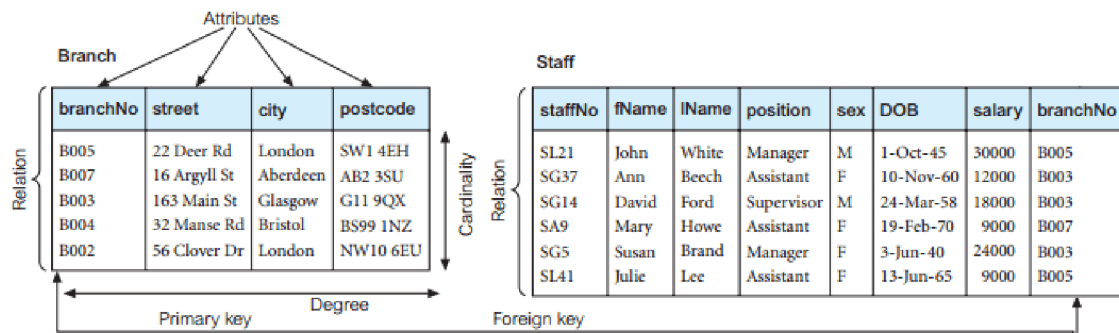 Attributes
Branch
branchNo street city postcode
B005 22 Deer Rd London SW1 4EH
B007 16 Argyll St Aberdeen AB2 3SU
B003 163 Main St Glasgow G11 9QX
B004 32 Manse Rd Bristol BS99 1NZ
B002 56 Clover Dr London NW10 6EU
Relation
Cardinality
Degree
Primary key
Foreign key
Staff
staffNo fName lName position sex DOB salary branchNo
SL21 John White Manager M 1-Oct-45 30000 B005
SG37 Ann Beech Assistant F 10-Nov-60 12000 B003
SG14 David Ford Supervisor M 24-Mar-58 18000 B003
SA9 Mary Howe Assistant F 19-Feb-70 9000 B007
SG5 Susan Brand Manager F 3-Jun-40 24000 B003
SL41 Julie Lee Assistant F 13-Jun-65 9000 B005
Relation